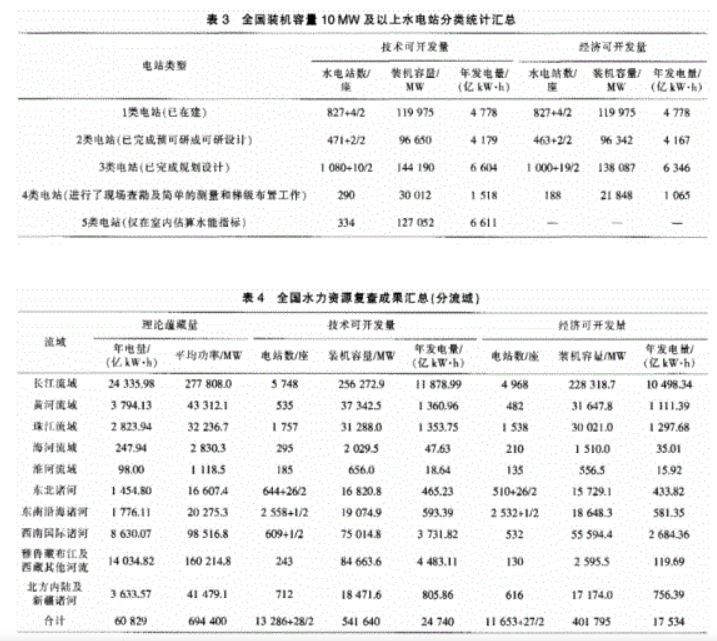 表 3 全国装机容量 10 MW 及以上水电站分类统计汇总
电站类型 技术可开发量 经济可开发量
水电站数/座 装机容量/MW 年发电量/(亿 kW·h) 水电站数/座 装机容量/MW 年发电量/(亿 kW·h)
1类电站(已在建) 827+4/2 119 975 4 778 827+4/2 119 975 4 778
2类电站(已完成预可研或可研设计) 471+2/2 96 650 4 179 463+2/2 96 342 4 167
3类电站(已完成规划设计) 1 080+10/2 144 190 6 604 1 000+19/2 138 087 6 346
4类电站(进行了现场查勘及简单的测量和梯级布置工作) 290 30 012 1 518 188 21 848 1 065
5类电站(仅在室内估算水能指标) 334 127 052 6 611 — — —
表 4 全国水力资源复查成果汇总(分流域)
流域 理论蕴藏量 技术可开发量 经济可开发量
年电量/(亿 kW·h) 平均功率/MW 电站数/座 装机容量/MW 年发电量/(亿 kW·h) 电站数/座 装机容量/MW 年发电量/(亿 kW·h)
长江流域 24 335.98 277 808.0 5 748 256 272.9 11 878.99 4 968 228 318.7 10 498.34
黄河流域 3 794.13 43 312.1 535 37 342.5 1 360.96 482 31 647.8 1 111.39
珠江流域 2 823.94 32 236.7 1 757 31 288.0 1 353.75 1 538 30 021.0 1 297.68
海河流域 247.94 2 830.3 295 2 029.5 47.63 210 1 510.0 35.01
淮河流域 98.00 1 118.5 185 656.0 18.64 135 556.5 15.92
东北诸河 1 454.80 16 607.4 644+26/2 16 820.8 465.23 510+26/2 15 729.1 433.82
东南沿海诸河 1 776.11 20 275.3 2 558+1/2 19 074.9 593.39 2 532+1/2 18 648.3 581.35
西南国际诸河 8 630.07 98 516.8 609+1/2 75 014.8 3 731.82 532 55 594.4 2 684.36
雅鲁藏布江及西藏其他河流 14 034.82 160 214.8 243 84 663.6 4 483.11 130 2 595.5 119.69
北方内陆及新疆诸河 3 633.57 41 479.1 712 18 471.6 805.86 616 17 174.0 756.39
合计 60 829 694 400 13 286+28/2 541 640 24 740 11 653+27/2 401 795 17 534